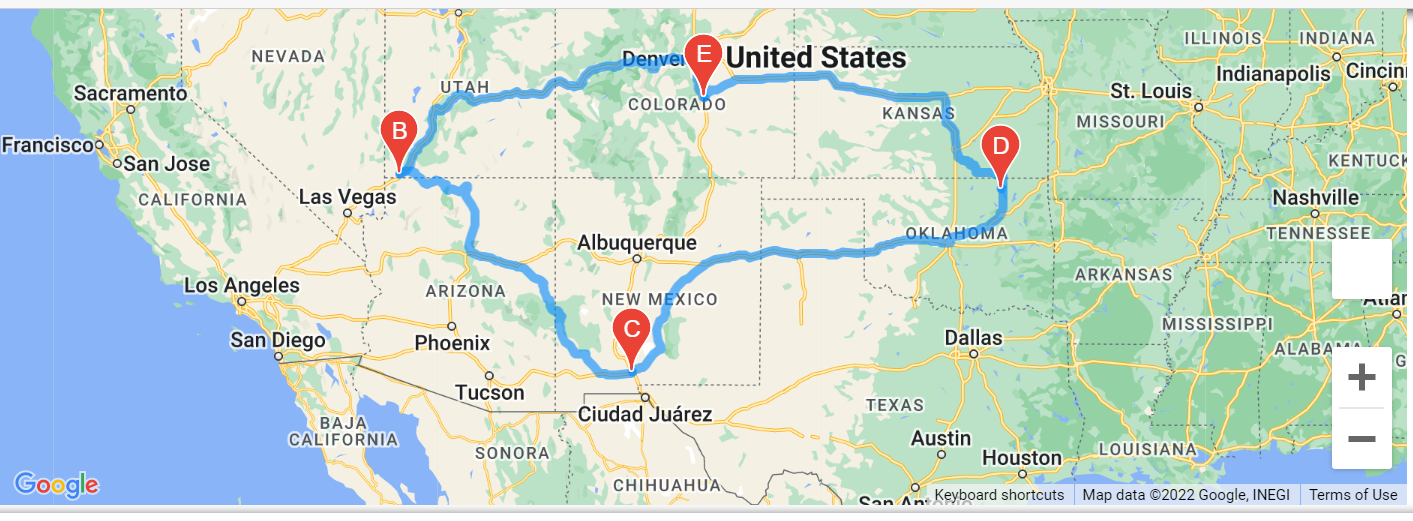 NEVADA
Denver
E
United States
ILLINOIS
INDIANA
Indianapolis
Cincin
Sacramento
UTAH
COLORADO
KANSAS
St. Louis
MISSOURI
B
D
Francisco
San Jose
KENTUCK
CALIFORNIA
Las Vegas
Nashville
TENNESSEE
OKLAHOMA
Albuquerque
ARKANSAS
Los Angeles
ARIZONA
NEW MEXICO
Atlan
C
MISSISSIPPI
San Diego
Phoenix
Dallas
ALABAMA
G
Tucson
Ciudad Juárez
TEXAS
BAJA
CALIFORNIA
SONORA
Austin
Houston
LOUISIANA
CHIHUAHUA
San Antonio
Google
Keyboard shortcuts
Map data ©2022 Google, INEGI
Terms of Use